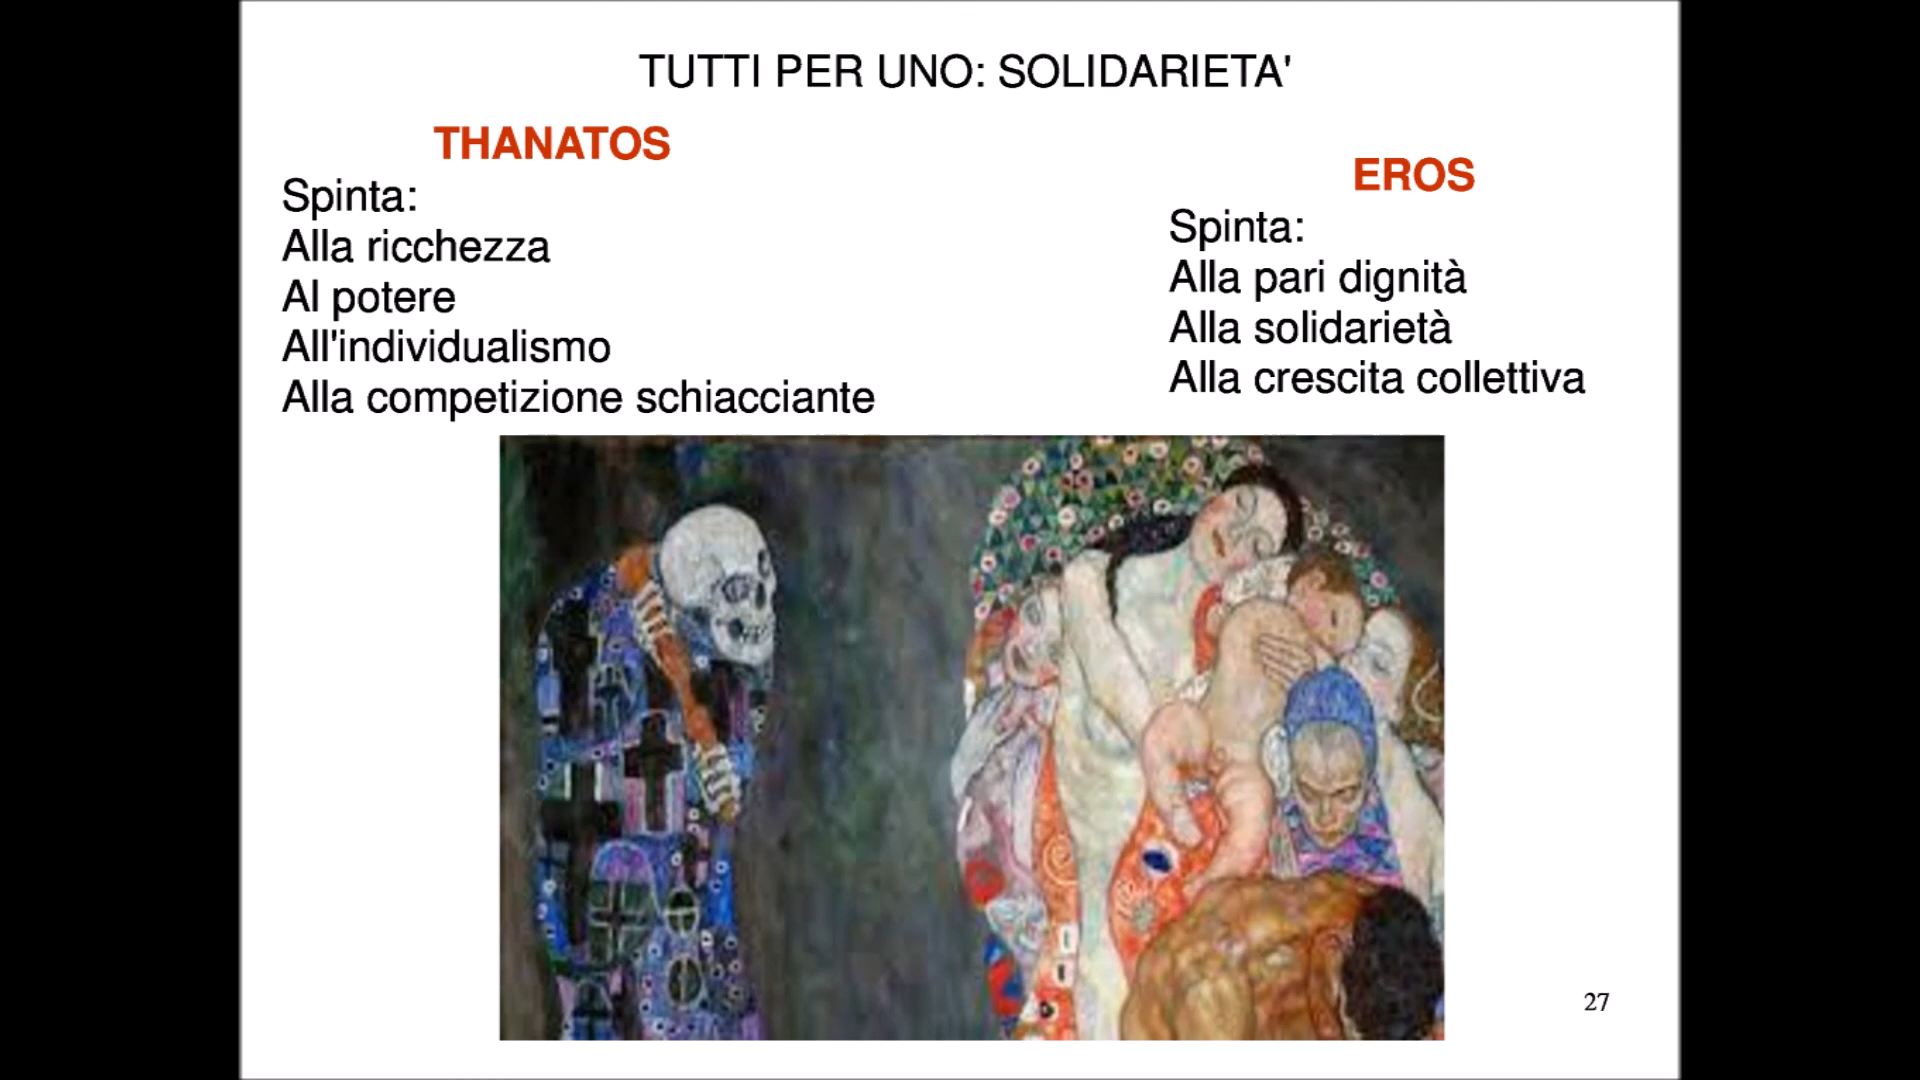 TUTTI PER UNO: SOLIDARIETA'
THANATOS
Spinta:
Alla ricchezza
Al potere
All'individualismo
Alla competizione schiacciante
EROS
Spinta:
Alla pari dignità
Alla solidarietà
Alla crescita collettiva
27